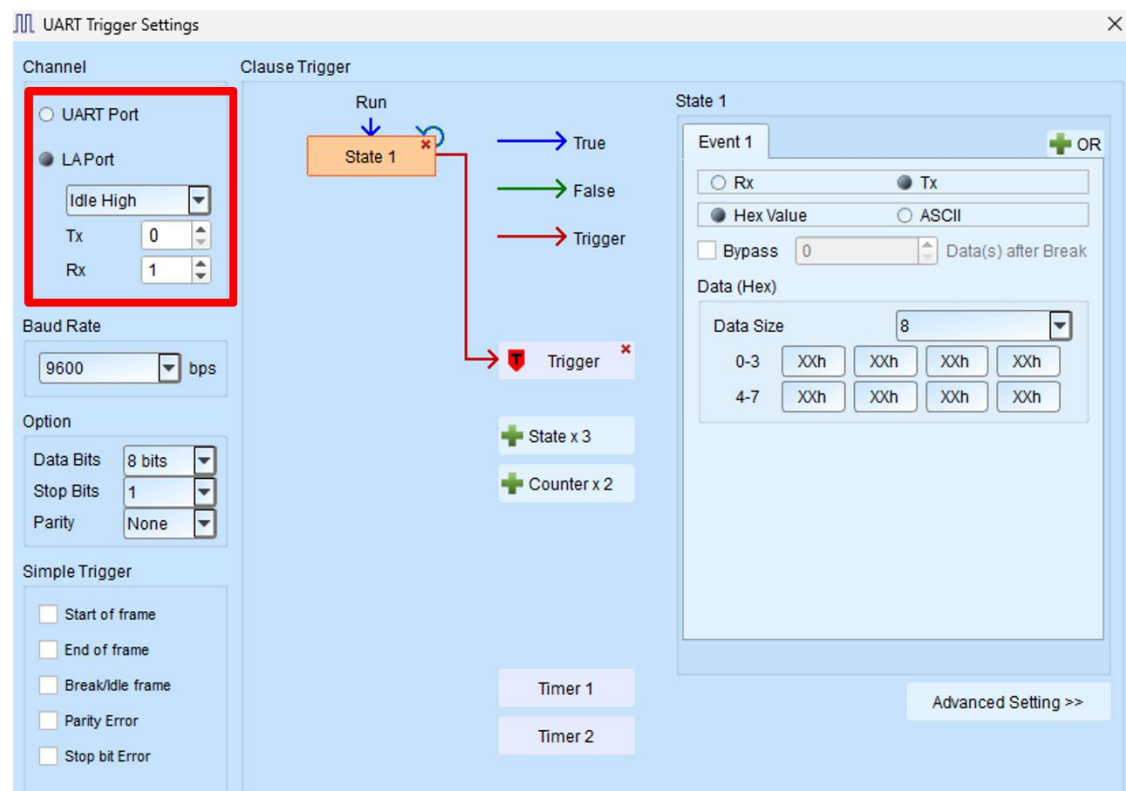 UART Trigger Settings
Channel
UART Port
LA Port
Idle High
Tx 0
Rx 1
Baud Rate
9600 bps
Option
Data Bits 8 bits
Stop Bits 1
Parity None
Simple Trigger
Start of frame
End of frame
Break/Idle frame
Parity Error
Stop bit Error
Clause Trigger
Run
State 1
True
False
Trigger
T Trigger
State x 3
Counter x 2
Timer 1
Timer 2
State 1
Event 1 OR
Rx Tx
Hex Value ASCII
Bypass 0 Data(s) after Break
Data (Hex)
Data Size 8
0-3 XXh XXh XXh XXh
4-7 XXh XXh XXh XXh
Advanced Setting >>